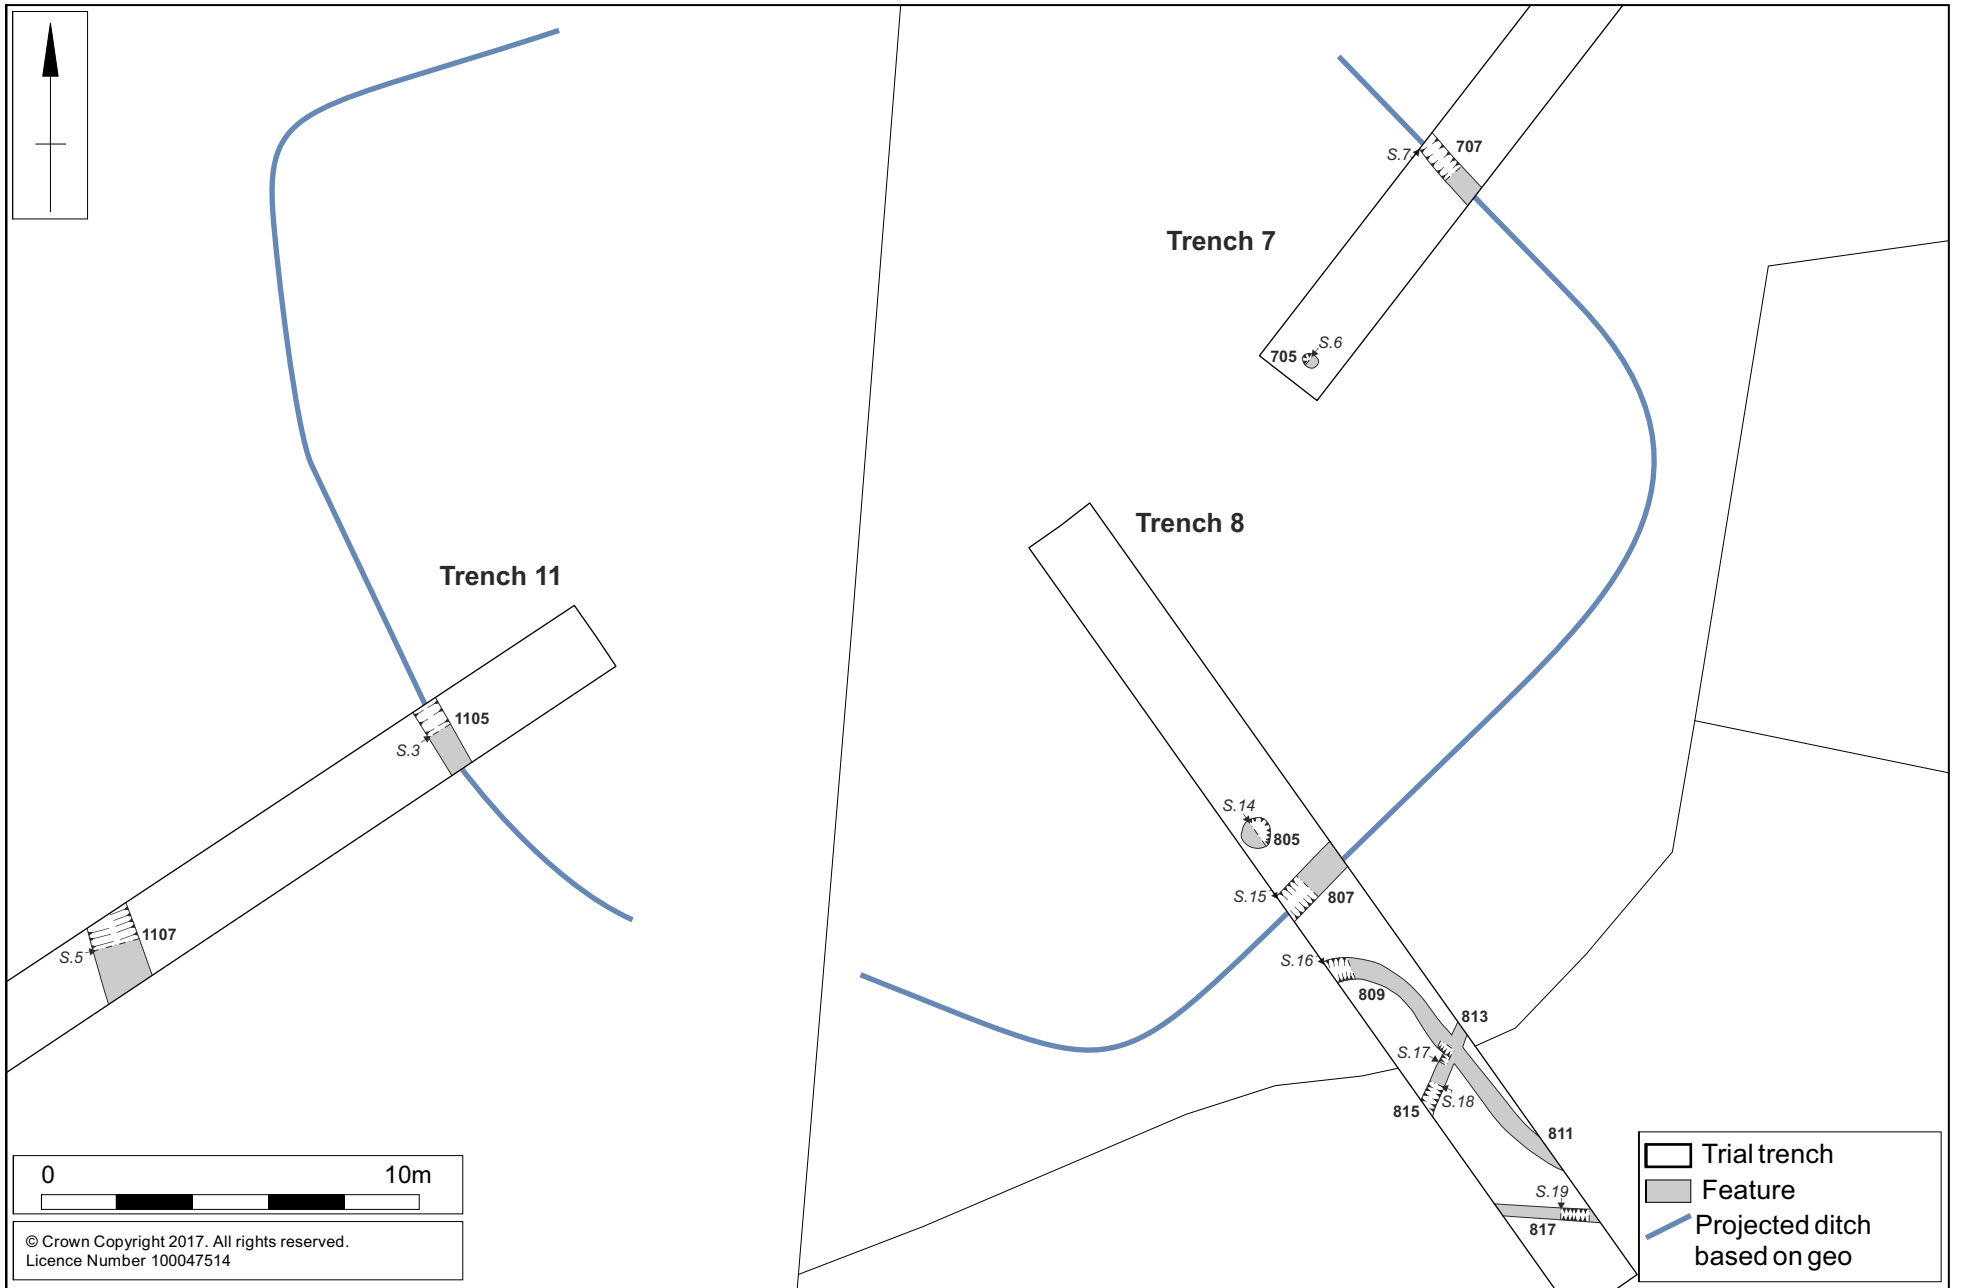 S.7
707
Trench 7
S.6
705
Trench 8
Trench 11
1105
S.3
S.14
805
S.15
807
1107
S.5
S.16
809
813
S.17
S.18
815
811
S.19
817
0 10m
© Crown Copyright 2017. All rights reserved.
Licence Number 100047514
Trial trench
Feature
Projected ditch
based on geo